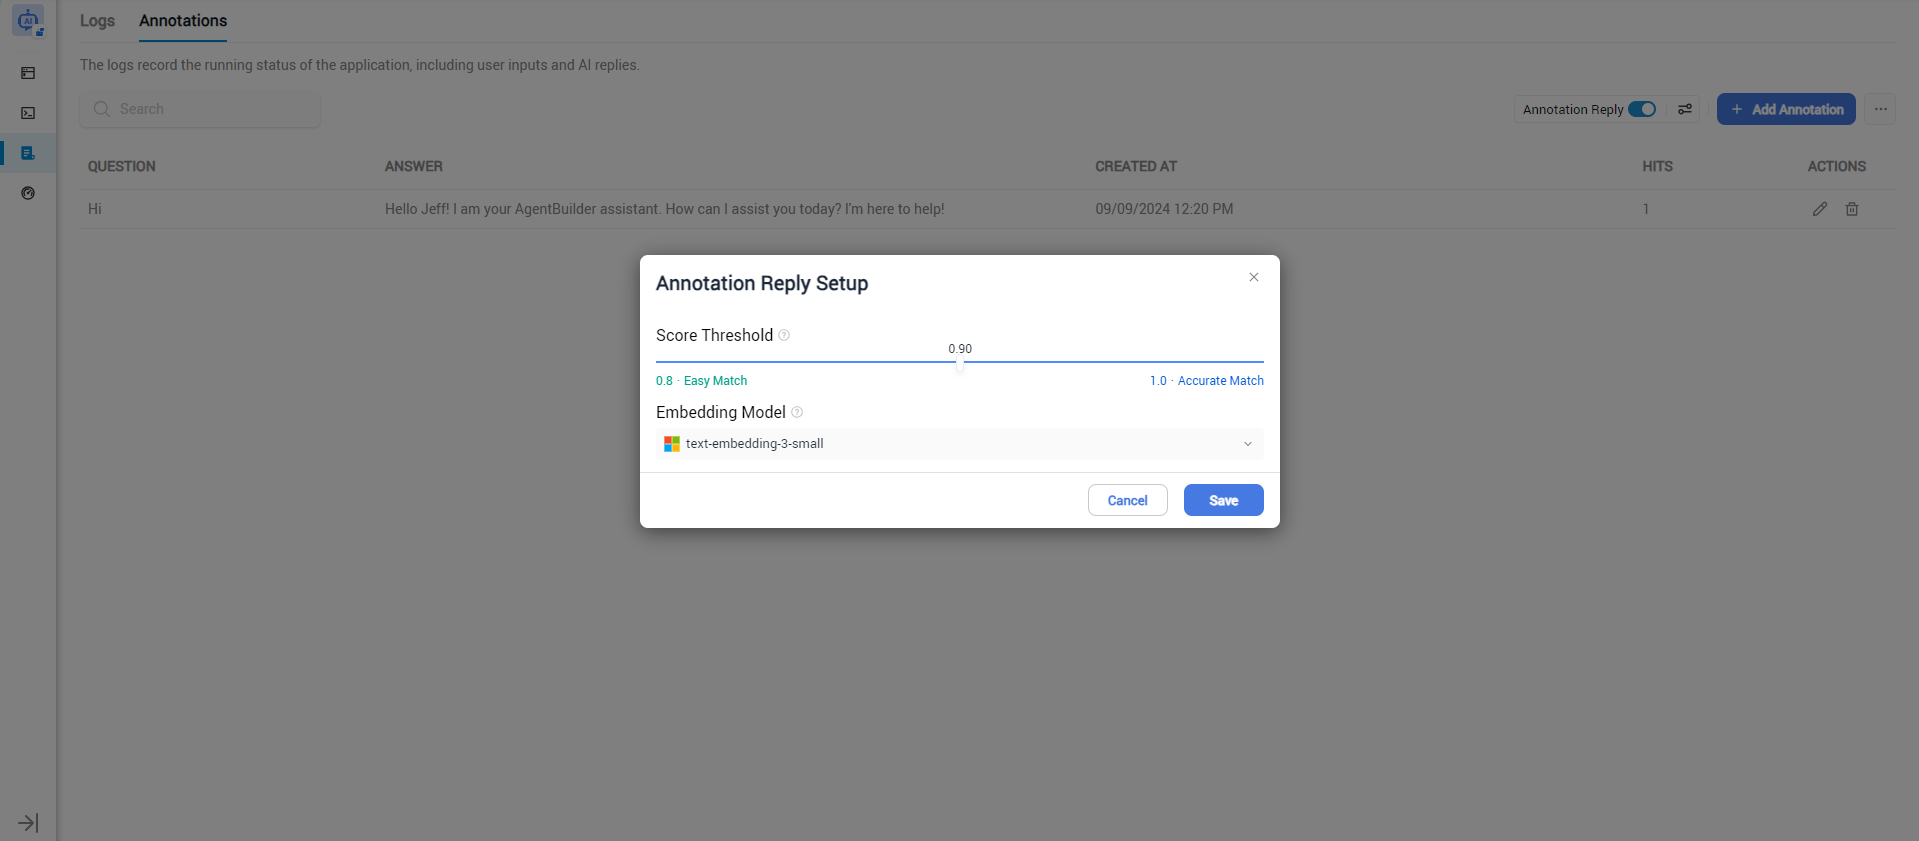 AI
Logs Annotations
The logs record the running status of the application, including user inputs and AI replies.
Search
Annotation Reply
+ Add Annotation
QUESTION ANSWER CREATED AT HITS ACTIONS
Hi Hello Jeff! I am your AgentBuilder assistant. How can I assist you today? I'm here to help! 09/09/2024 12:20 PM 1
Annotation Reply Setup
Score Threshold
0.90
0.8 · Easy Match 1.0 · Accurate Match
Embedding Model
text-embedding-3-small
Cancel Save